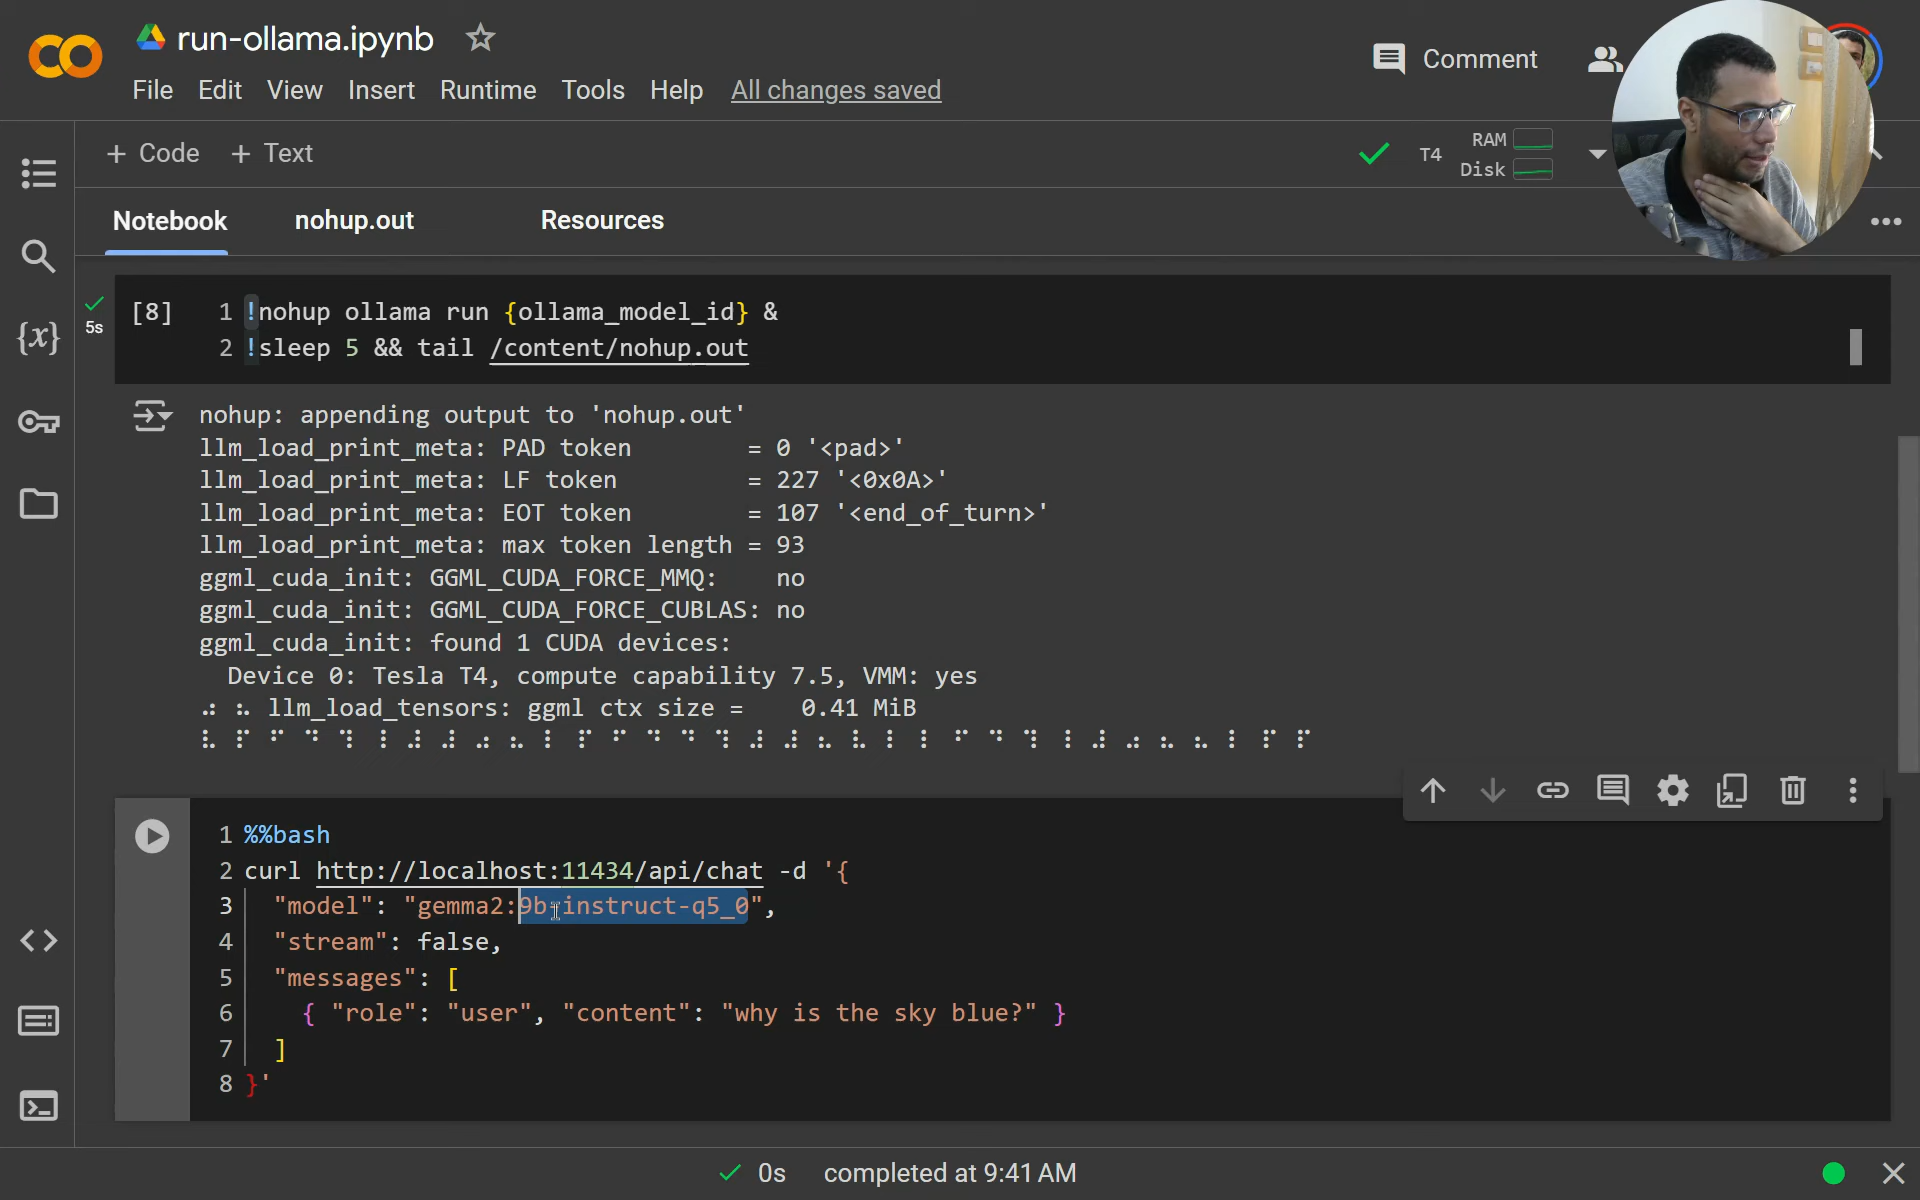 run-ollama.ipynb
Comment
File Edit View Insert Runtime Tools Help All changes saved
+ Code + Text
T4 RAM
Disk
Notebook nohup.out Resources
[8] 1 !nohup ollama run {ollama_model_id} &
5s 2 !sleep 5 && tail /content/nohup.out
nohup: appending output to 'nohup.out'
llm_load_print_meta: PAD token = 0 '<pad>'
llm_load_print_meta: LF token = 227 '<0x0A>'
llm_load_print_meta: EOT token = 107 '<end_of_turn>'
llm_load_print_meta: max token length = 93
ggml_cuda_init: GGML_CUDA_FORCE_MMQ: no
ggml_cuda_init: GGML_CUDA_FORCE_CUBLAS: no
ggml_cuda_init: found 1 CUDA devices:
Device 0: Tesla T4, compute capability 7.5, VMM: yes
llm_load_tensors: ggml ctx size = 0.41 MiB
1 %%bash
2 curl http://localhost:11434/api/chat -d '{
3 "model": "gemma2:9b-instruct-q5_0",
4 "stream": false,
5 "messages": [
6 { "role": "user", "content": "why is the sky blue?" }
7 ]
8 }'
0s completed at 9:41 AM